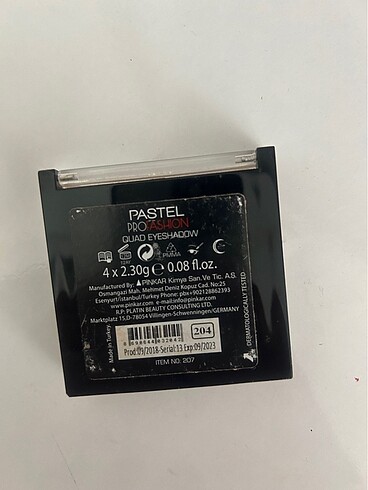 PASTEL
PROFASHION
QUAD EYESHADOW
12M PMMA
4 x 2.30g ℮ 0.08 fl.oz.
Manufactured By: PINKAR Kimya San.Ve Tic. A.S.
Osmangazi Mah. Mehmet Deniz Kopuz Cad. No:25
Esenyurt/istanbul/Turkey Phone: pbx+902128862393
www.pinkar.com e-mail:info@pinkar.com
R.P: PLATIN BEAUTY CONSULTING LTD.
Marktplatz 15.D-78054 Villingen-Schwenningen/GERMANY
Made in Turkey
204
8690644032042
Prod:09/2018-Serial:13 Exp:09/2023
ITEM NO: 207
DERMATOLOGICALLY TESTED